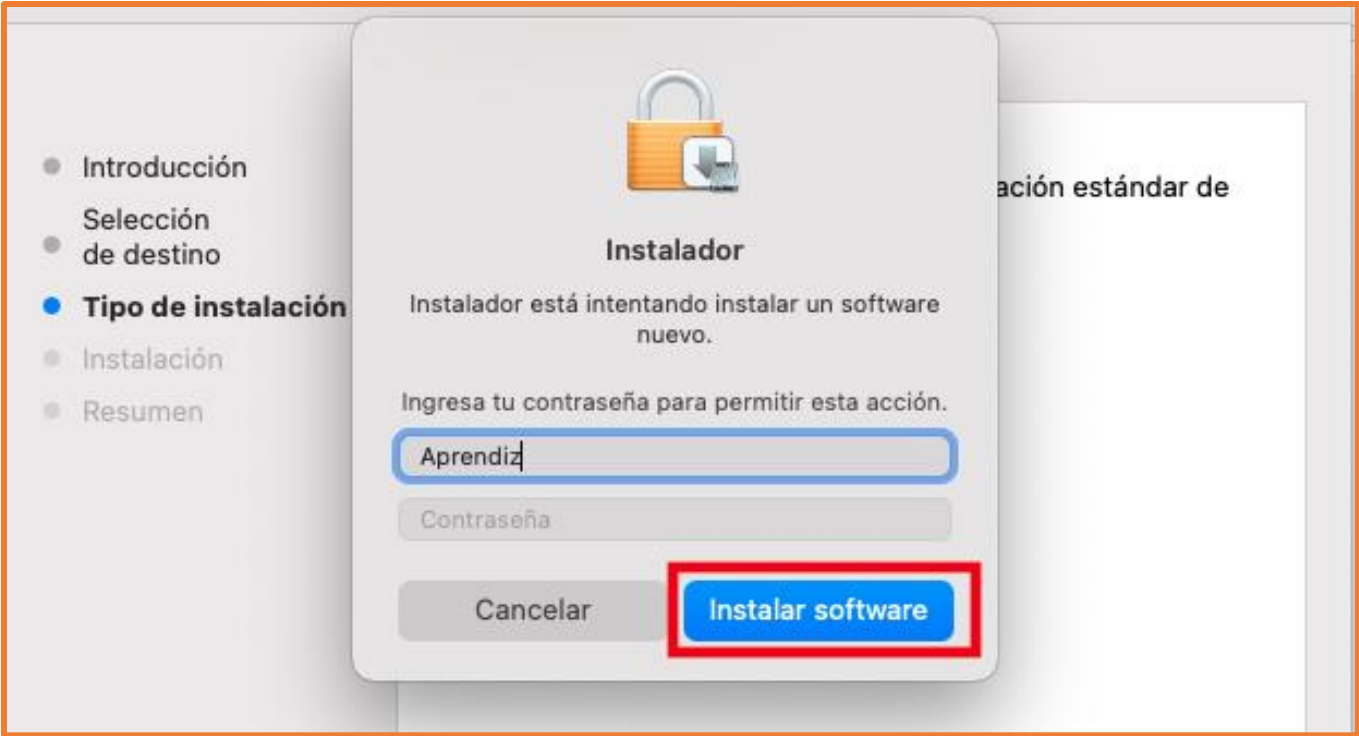 Introducción
Selección
de destino
Tipo de instalación
Instalación
Resumen
ación estándar de
Instalador
Instalador está intentando instalar un software
nuevo.
Ingresa tu contraseña para permitir esta acción.
Aprendiz
Contraseña
Cancelar
Instalar software